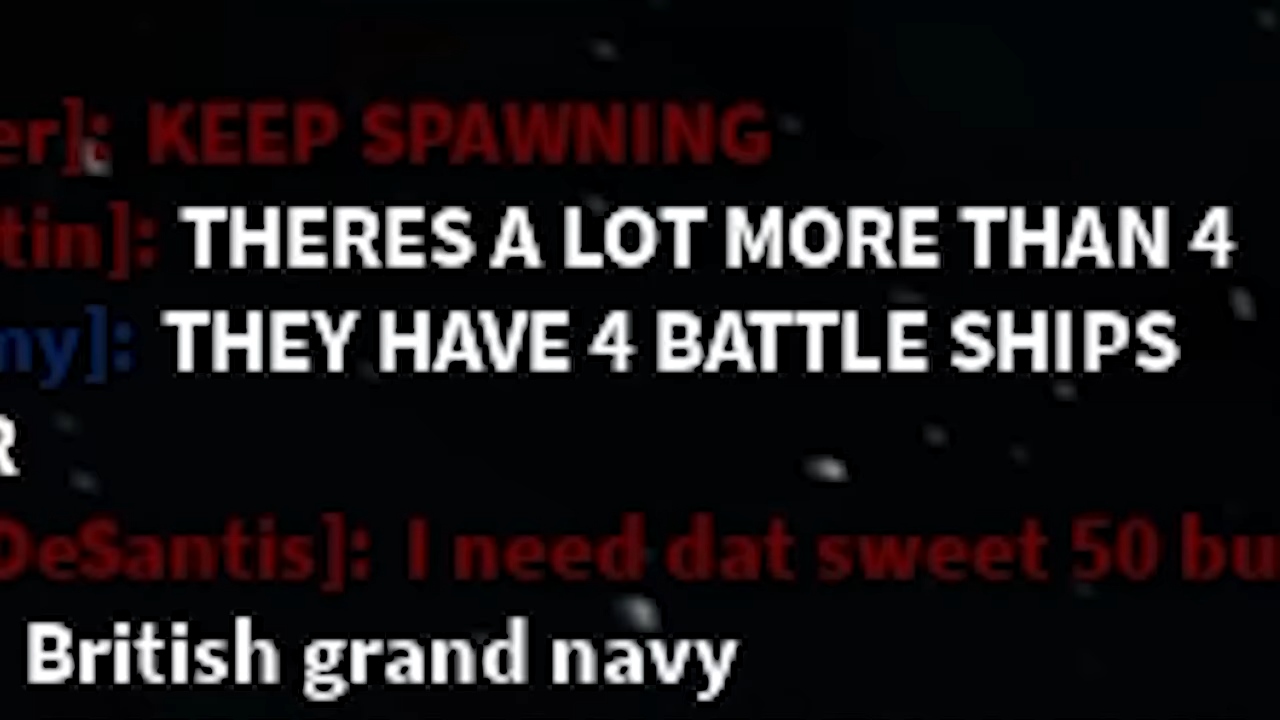 er]: KEEP SPAWNING
tin]: THERES A LOT MORE THAN 4
my]: THEY HAVE 4 BATTLE SHIPS
R
DeSantis]: I need dat sweet 50 bu
British grand navy